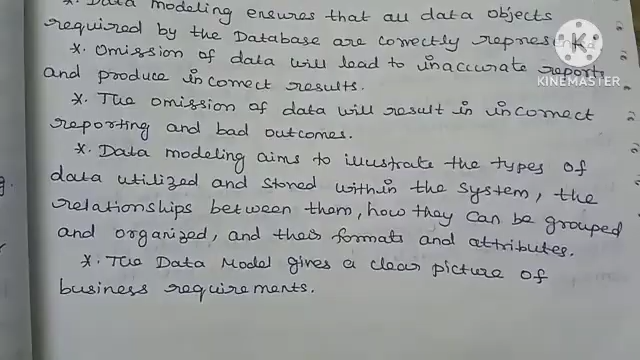 *. Data modeling ensures that all data objects
required by the Database are correctly represented
*. Omission of data will lead to inaccurate reports
and produce incorrect results.
*. The omission of data will result in incorrect
reporting and bad outcomes.
*. Data modeling aims to illustrate the types of
data utilized and stored within the system, the
relationships between them, how they can be grouped
and organized, and their formats and attributes.
*. The Data Model gives a clear picture of
business requirements.
K
KINEMASTER